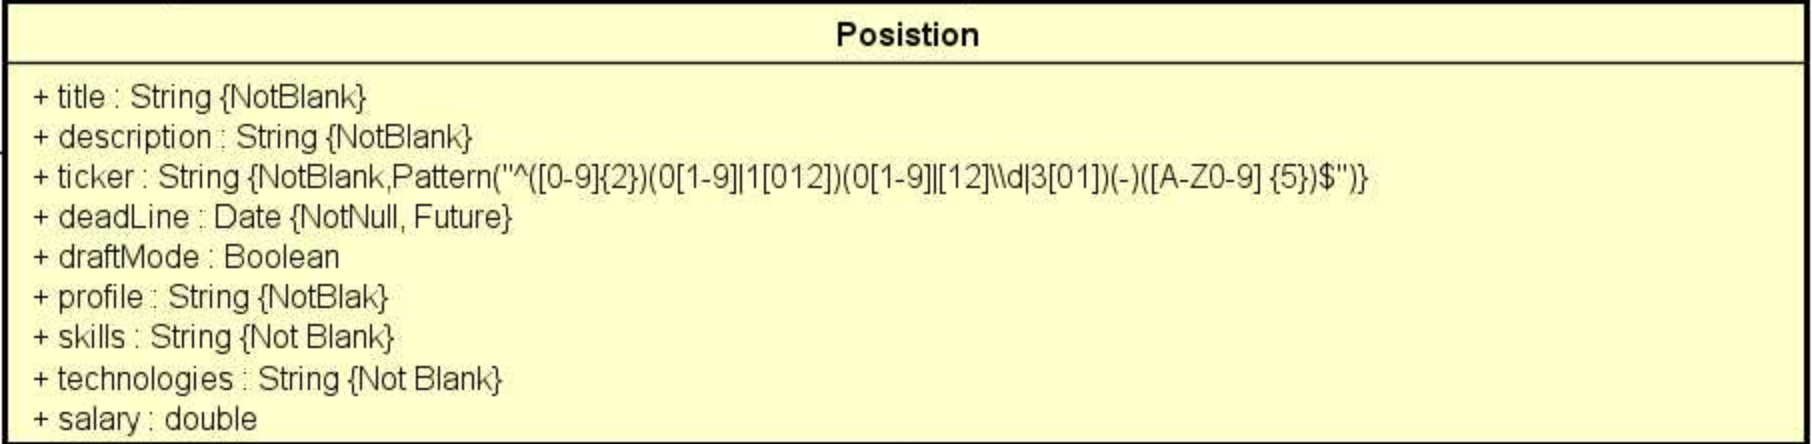 Posistion
+ title : String {NotBlank}
+ description : String {NotBlank}
+ ticker : String {NotBlank,Pattern("^([0-9]{2})(0[1-9]|1[012])(0[1-9]|[12]\\d|3[01])(-)([A-Z0-9] {5})$")}
+ deadLine : Date {NotNull, Future}
+ draftMode : Boolean
+ profile : String {NotBlak}
+ skills : String {Not Blank}
+ technologies : String {Not Blank}
+ salary : double